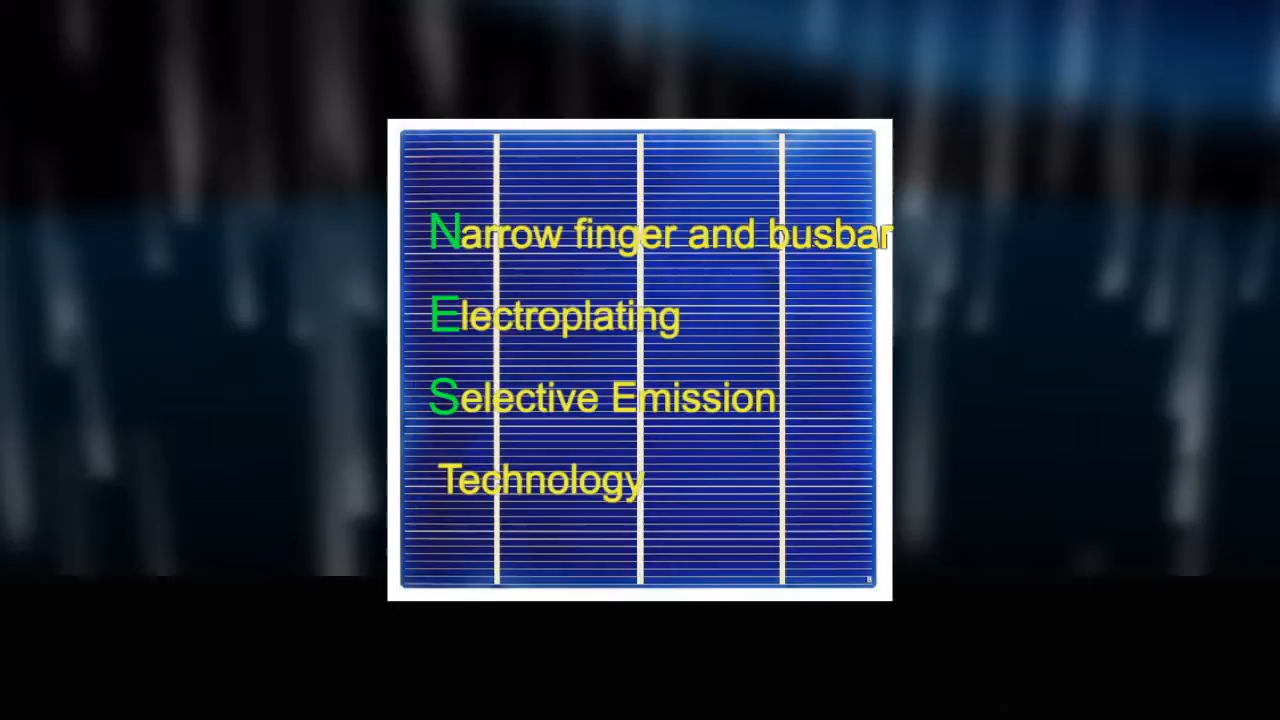 Narrow finger and busbar
Electroplating
Selective Emission
Technology